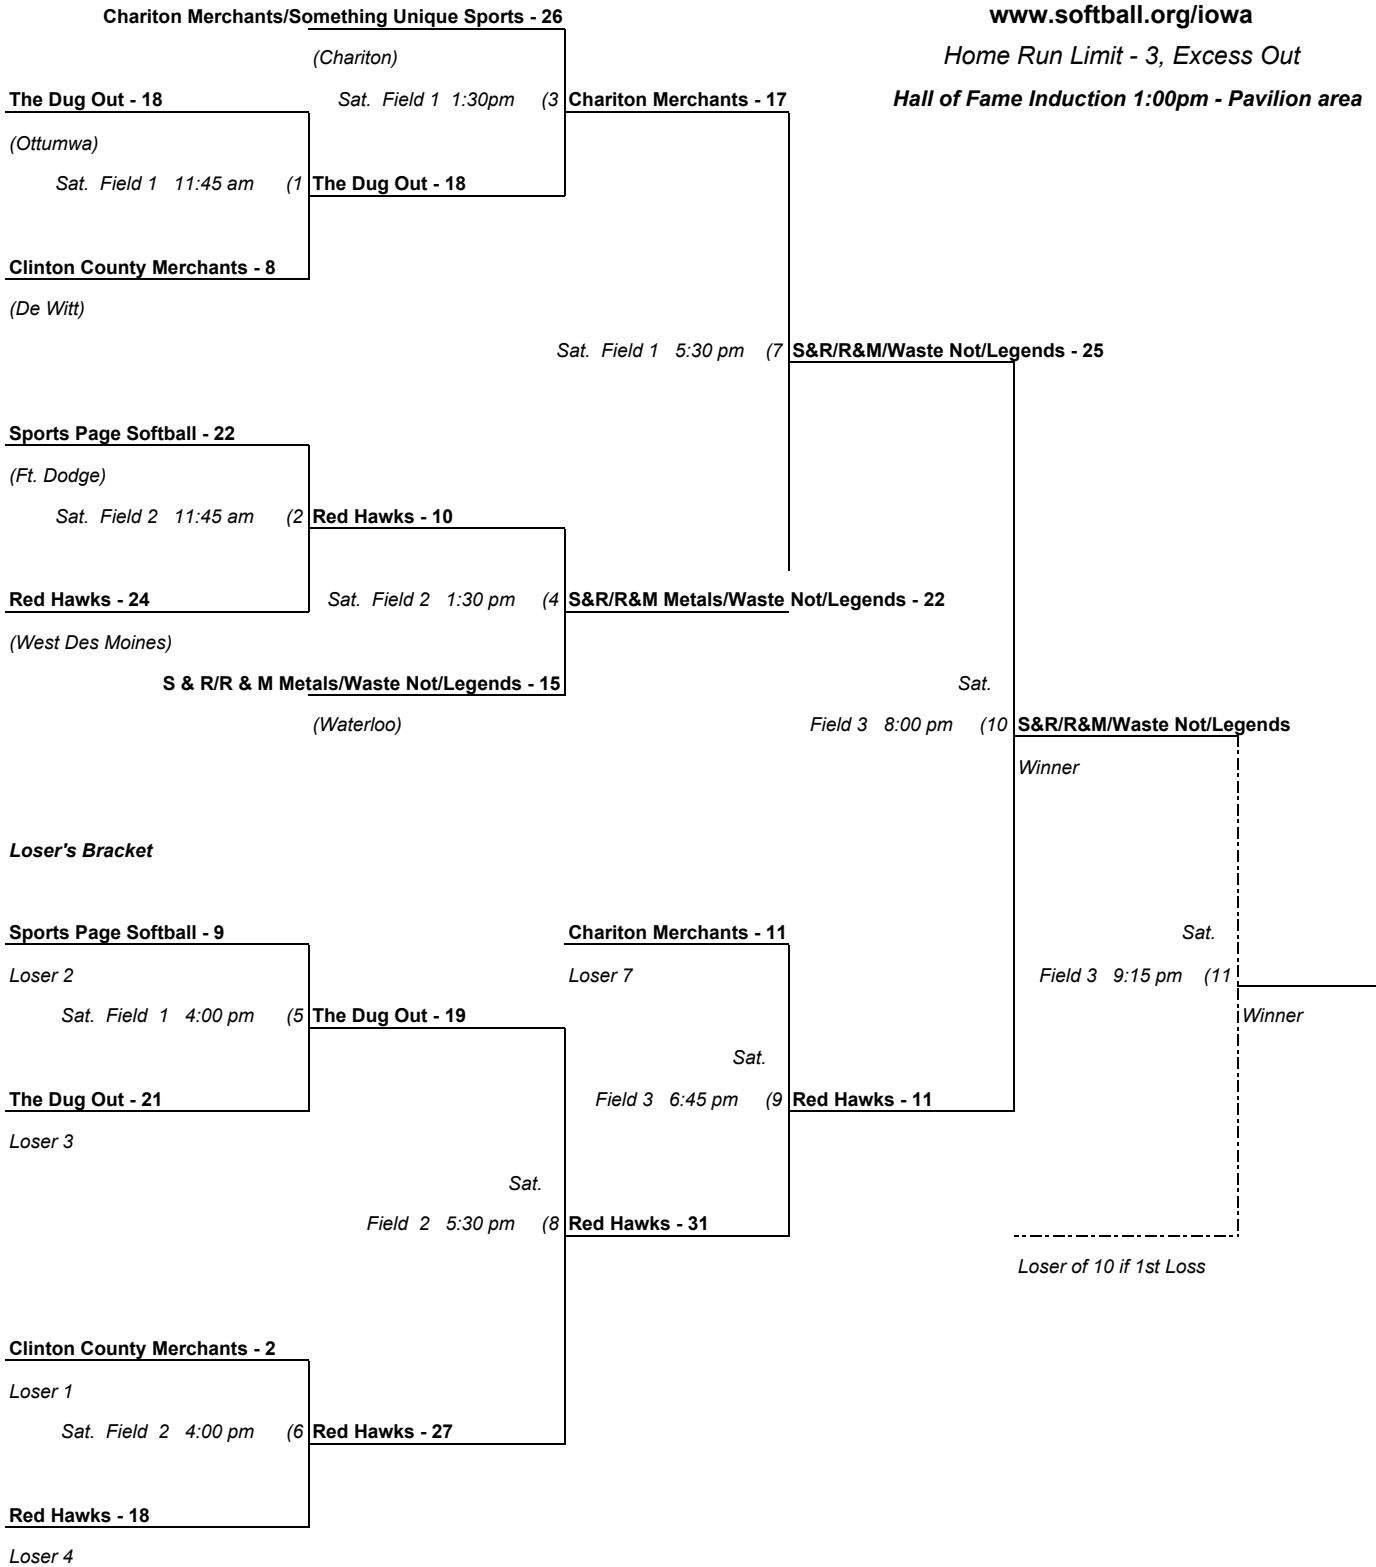 Chariton Merchants/Something Unique Sports - 26
www.softball.org/iowa
(Chariton)
Home Run Limit - 3, Excess Out
The Dug Out - 18
Sat. Field 1 1:30pm (3
Chariton Merchants - 17
Hall of Fame Induction 1:00pm - Pavilion area
(Ottumwa)
Sat. Field 1 11:45 am (1
The Dug Out - 18
Clinton County Merchants - 8
(De Witt)
Sat. Field 1 5:30 pm (7
S&R/R&M/Waste Not/Legends - 25
Sports Page Softball - 22
(Ft. Dodge)
Sat. Field 2 11:45 am (2
Red Hawks - 10
Red Hawks - 24
Sat. Field 2 1:30 pm (4
S&R/R&M Metals/Waste Not/Legends - 22
(West Des Moines)
S & R/R & M Metals/Waste Not/Legends - 15
Sat.
(Waterloo)
Field 3 8:00 pm (10
S&R/R&M/Waste Not/Legends
Winner
Loser's Bracket
Sports Page Softball - 9
Chariton Merchants - 11
Sat.
Loser 2
Loser 7
Field 3 9:15 pm (11
Sat. Field 1 4:00 pm (5
The Dug Out - 19
Winner
Sat.
The Dug Out - 21
Field 3 6:45 pm (9
Red Hawks - 11
Loser 3
Sat.
Field 2 5:30 pm (8
Red Hawks - 31
Loser of 10 if 1st Loss
Clinton County Merchants - 2
Loser 1
Sat. Field 2 4:00 pm (6
Red Hawks - 27
Red Hawks - 18
Loser 4